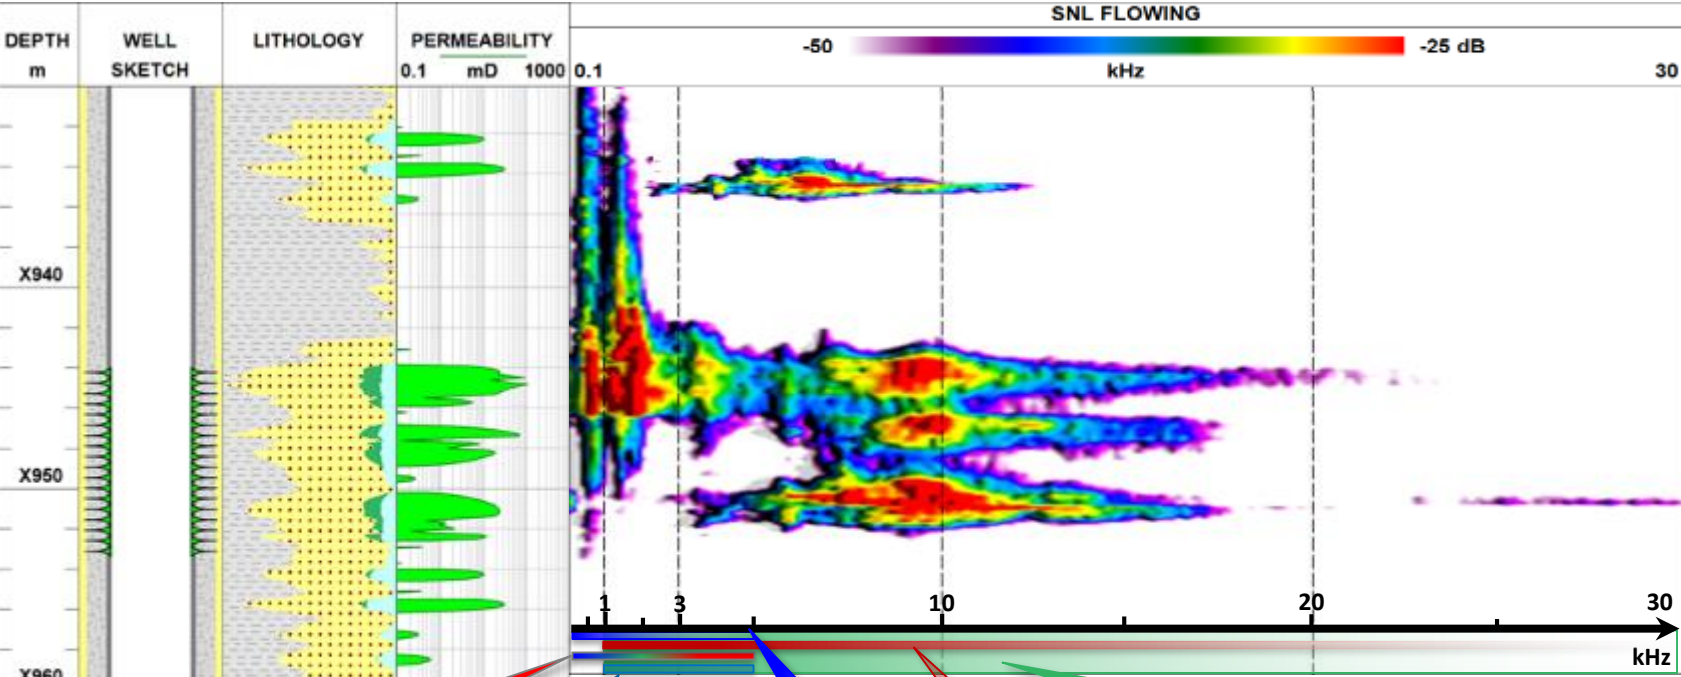 SNL FLOWING
DEPTH WELL LITHOLOGY PERMEABILITY -50 -25 dB
m SKETCH 0.1 mD 1000 0.1 kHz 30
X940
X950
1 3 10 20 30
kHz
X960